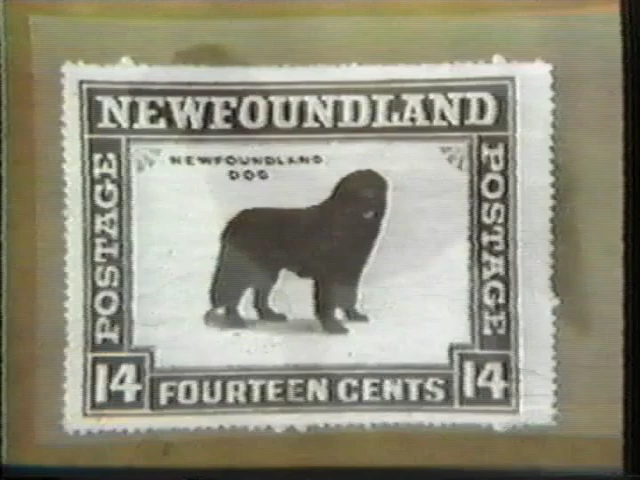 NEWFOUNDLAND
NEWFOUNDLAND
DOG
POSTAGE
POSTAGE
14 FOURTEEN CENTS 14